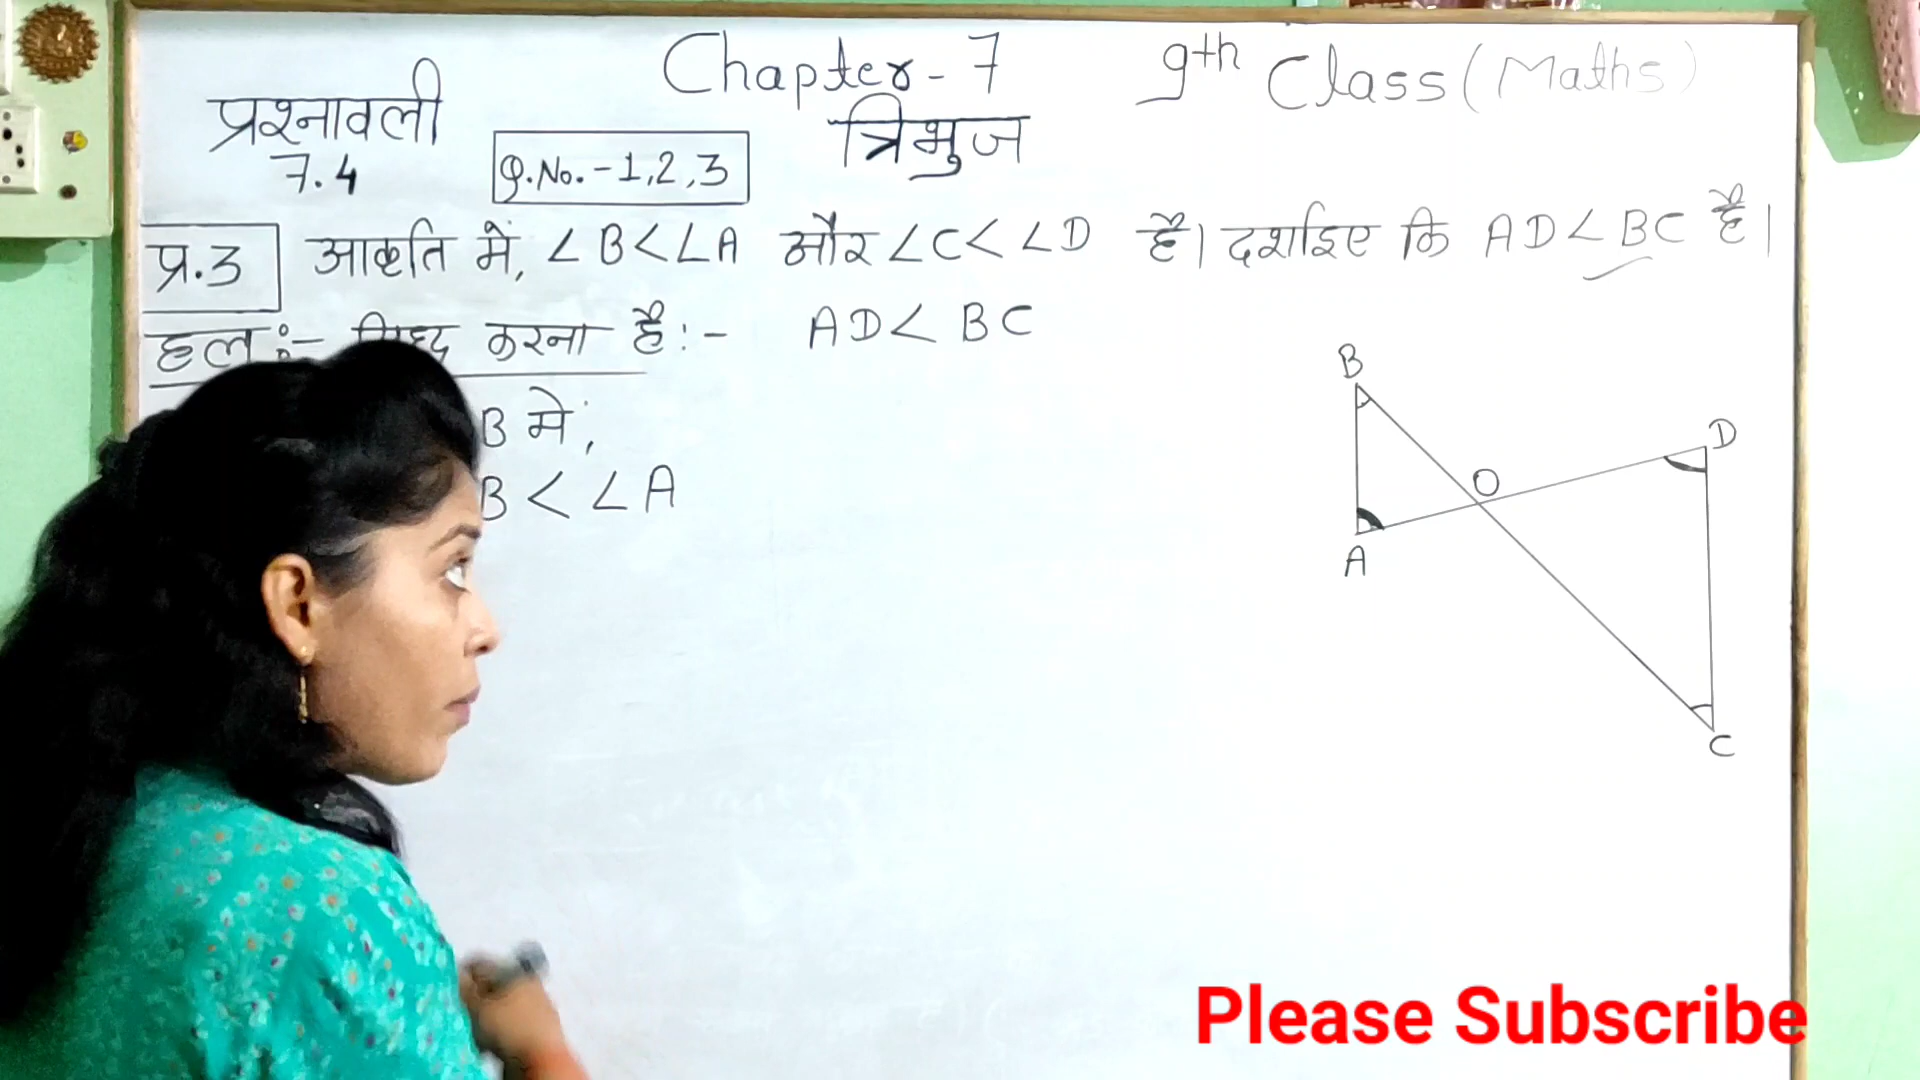 Chapter-7 9th Class (Maths)
प्रश्नावली 7.4 Q.No.-1,2,3 त्रिभुज
प्र.3 आकृति में, ∠B<∠A और ∠C<∠D है। दर्शाइए कि AD<BC है।
हल:- सिद्ध करना है:- AD<BC
B में,
B < ∠A
B
D
O
A
C
Please Subscribe